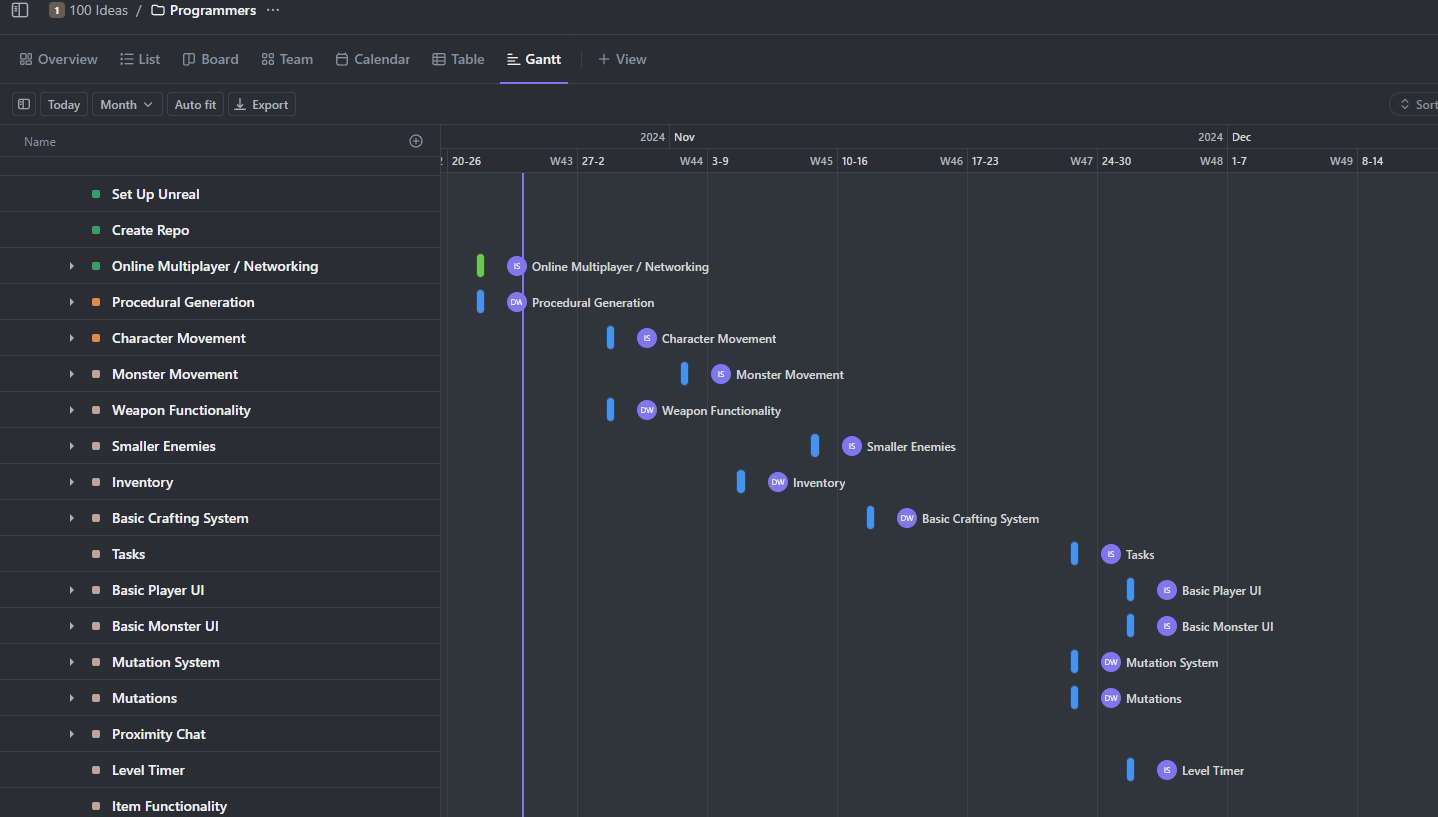 1 100 Ideas / Programmers ...
Overview List Board Team Calendar Table Gantt + View
Today Month Auto fit Export Sort
Name
2024 Nov 2024 Dec
2 20-26 W43 27-2 W44 3-9 W45 10-16 W46 17-23 W47 24-30 W48 1-7 W49 8-14
Set Up Unreal
Create Repo
Online Multiplayer / Networking IS Online Multiplayer / Networking
Procedural Generation DW Procedural Generation
Character Movement IS Character Movement
Monster Movement IS Monster Movement
Weapon Functionality DW Weapon Functionality
Smaller Enemies IS Smaller Enemies
Inventory DW Inventory
Basic Crafting System DW Basic Crafting System
Tasks IS Tasks
Basic Player UI IS Basic Player UI
Basic Monster UI IS Basic Monster UI
Mutation System DW Mutation System
Mutations DW Mutations
Proximity Chat
Level Timer IS Level Timer
Item Functionality